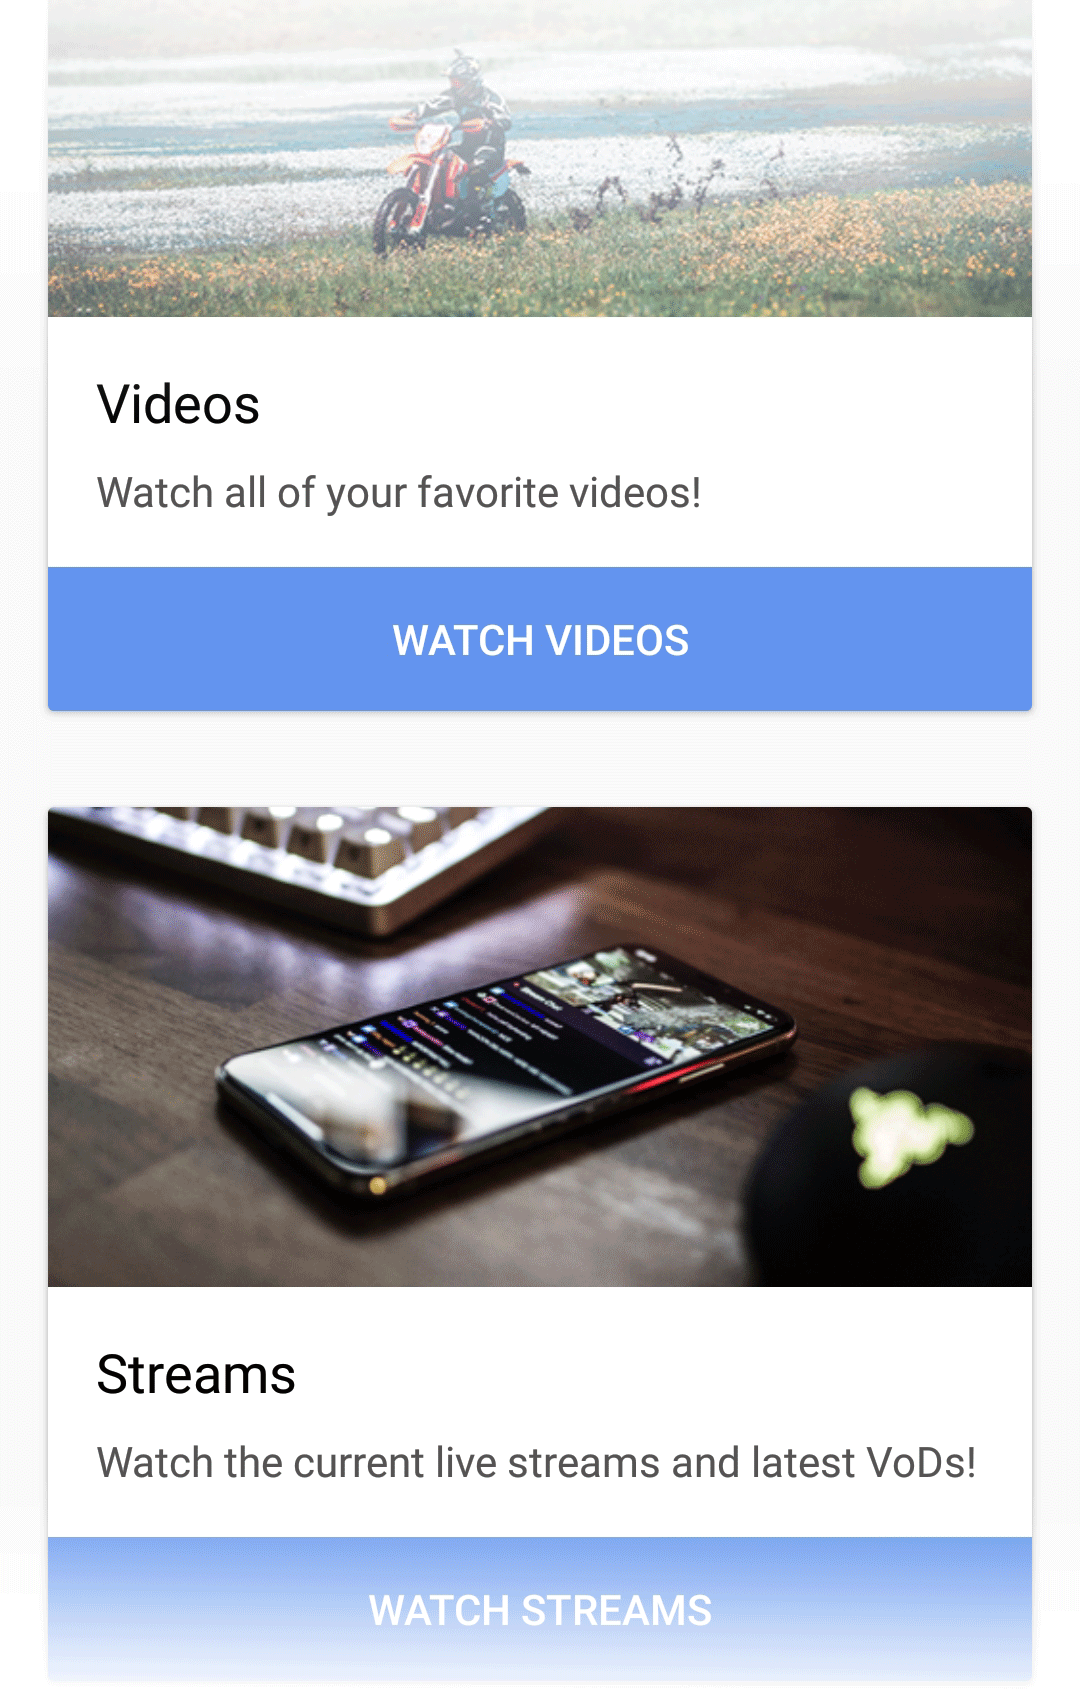 Videos
Watch all of your favorite videos!
WATCH VIDEOS
Streams
Watch the current live streams and latest VoDs!
WATCH STREAMS